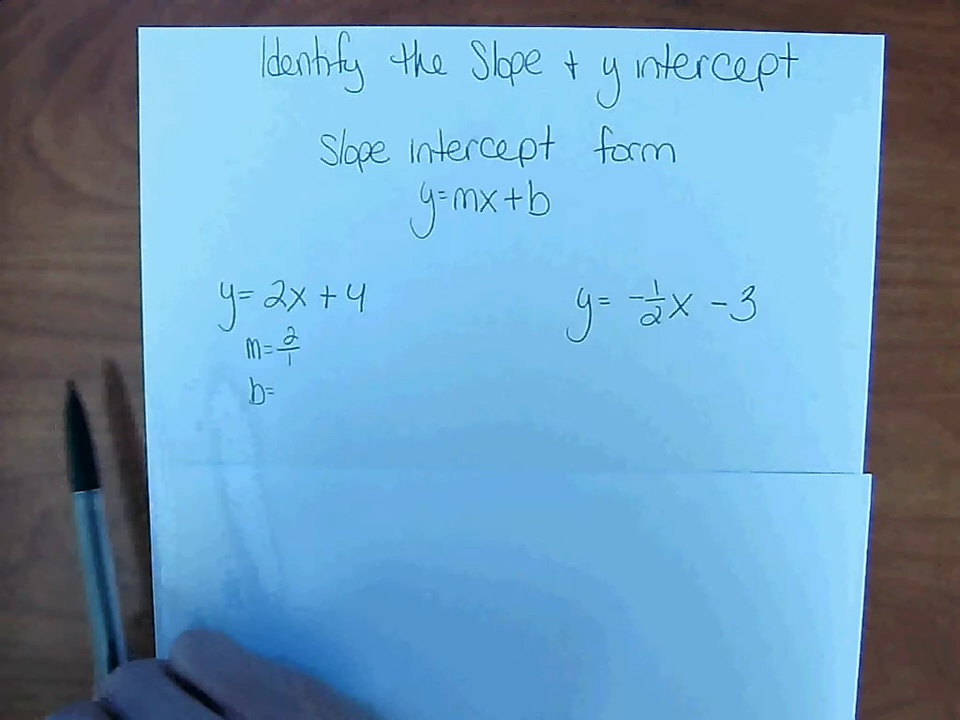 Identify the Slope + y intercept
Slope intercept form
y=mx+b
y= 2x + 4
m= 2/1
b=
y= -1/2x - 3